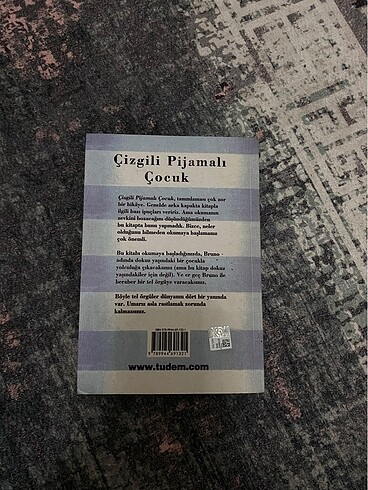 Çizgili Pijamalı
Çocuk
Çizgili Pijamalı Çocuk, tanımlaması çok zor
bir hikâye. Genelde arka kapakta kitapla
ilgili bazı ipuçları veririz. Ama okumanın
zevkini bozacağını düşündüğümüzden
bu kitapta bunu yapmadık. Bizce, neler
olduğunu bilmeden okumaya başlamanız
çok önemli.
Bu kitabı okumaya başladığınızda, Bruno
adında dokuz yaşındaki bir çocukla
yolculuğa çıkacaksınız (ama bu kitap dokuz
yaşındakiler için değil). Ve er geç Bruno ile
beraber bir tel örgüye varacaksınız.
Böyle tel örgüler dünyanın dört bir yanında
var. Umarız asla rastlamak zorunda
kalmazsınız.
9 789944 691321
www.tudem.com